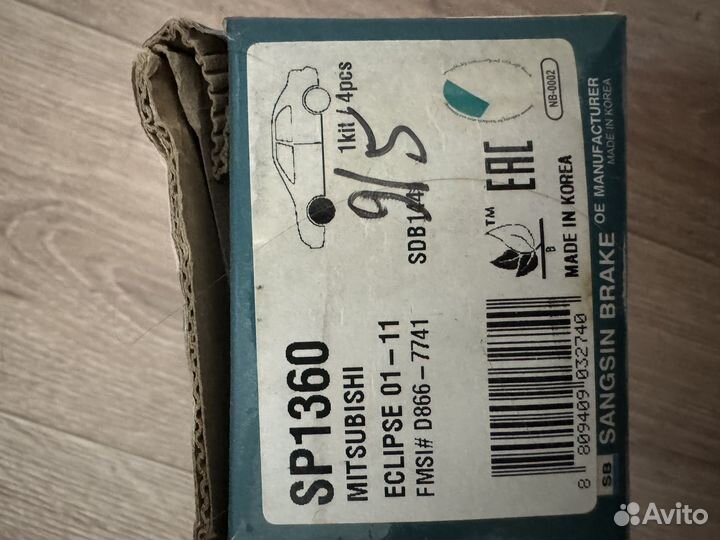 1kit / 4pcs
9/5
NB-0002
EAC
TM
B
MADE IN KOREA
SP1360
MITSUBISHI
ECLIPSE 01-11
FMSI# D866-7741
8 809409 032740
SB SANGSIN BRAKE OE MANUFACTURER
MADE IN KOREA
Avito